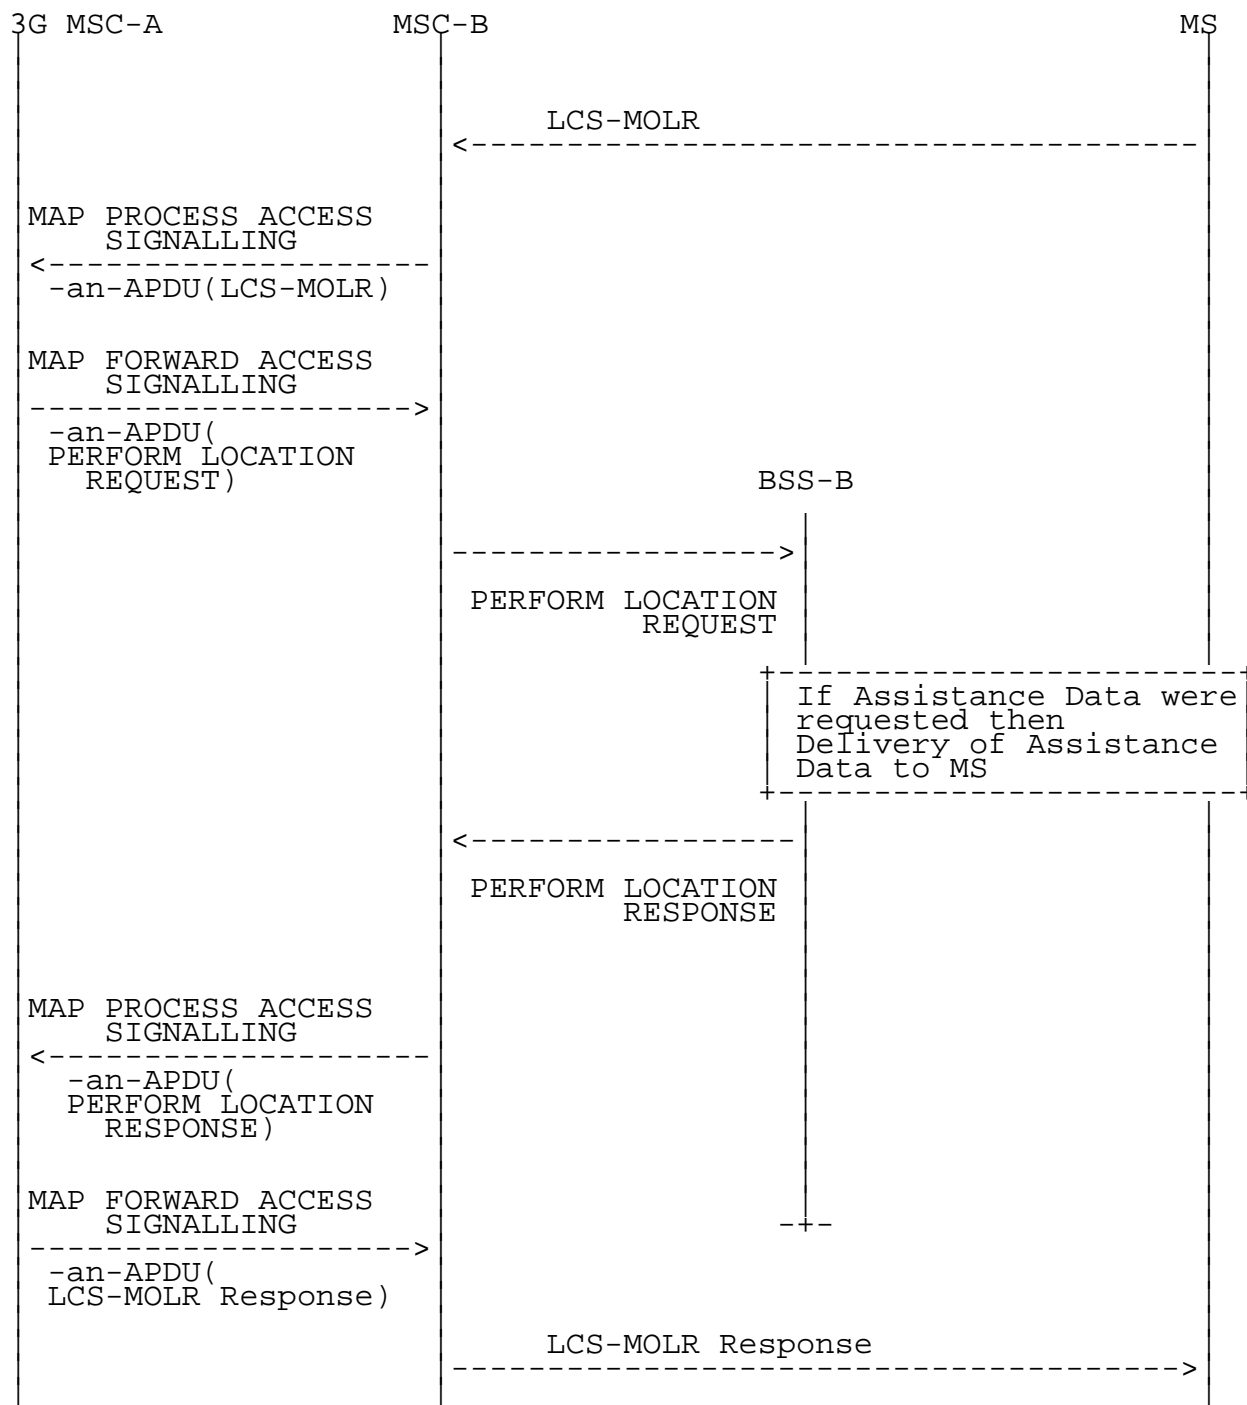 3G MSC-A MSC-B MS
LCS-MOLR
<--------------------------------------
MAP PROCESS ACCESS
SIGNALLING
<--------------------
-an-APDU(LCS-MOLR)
MAP FORWARD ACCESS
SIGNALLING
-------------------->
-an-APDU(
PERFORM LOCATION
REQUEST)
BSS-B
----------------->
PERFORM LOCATION
REQUEST
+------------------------+
If Assistance Data were
requested then
Delivery of Assistance
Data to MS
+------------------------+
<-----------------
PERFORM LOCATION
RESPONSE
MAP PROCESS ACCESS
SIGNALLING
<--------------------
-an-APDU(
PERFORM LOCATION
RESPONSE)
MAP FORWARD ACCESS
SIGNALLING
-+-
-------------------->
-an-APDU(
LCS-MOLR Response)
LCS-MOLR Response
-------------------------------------->